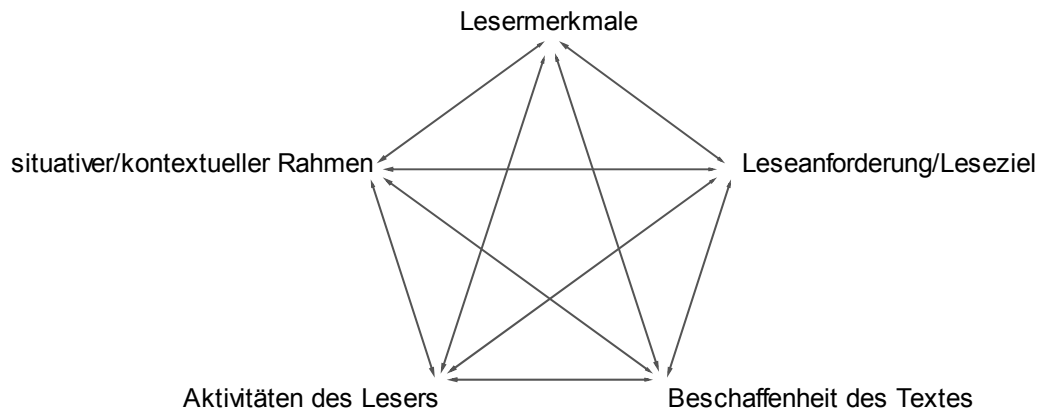 Lesermerkmale
situativer/kontextueller Rahmen
Leseanforderung/Leseziel
Aktivitäten des Lesers
Beschaffenheit des Textes